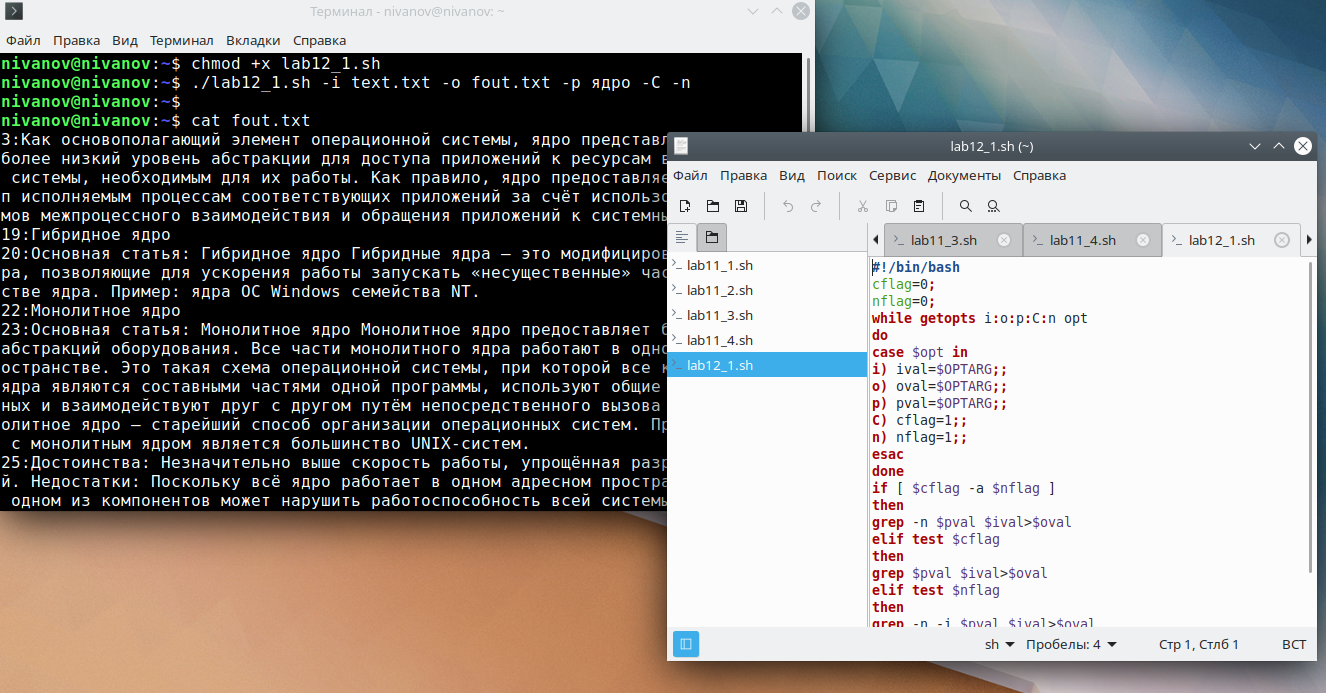 Терминал - nivanov@nivanov: ~
Файл Правка Вид Терминал Вкладки Справка
nivanov@nivanov:~$ chmod +x lab12_1.sh
nivanov@nivanov:~$ ./lab12_1.sh -i text.txt -o fout.txt -p ядро -C -n
nivanov@nivanov:~$
nivanov@nivanov:~$ cat fout.txt
3:Как основополагающий элемент операционной системы, ядро представл
более низкий уровень абстракции для доступа приложений к ресурсам в
системы, необходимым для их работы. Как правило, ядро предоставляе
п исполняемым процессам соответствующих приложений за счёт использо
мов межпроцессного взаимодействия и обращения приложений к системны
19:Гибридное ядро
20:Основная статья: Гибридное ядро Гибридные ядра — это модифициров
ра, позволяющие для ускорения работы запускать «несущественные» час
стве ядра. Пример: ядра ОС Windows семейства NT.
22:Монолитное ядро
23:Основная статья: Монолитное ядро Монолитное ядро предоставляет б
абстракций оборудования. Все части монолитного ядра работают в одно
остранстве. Это такая схема операционной системы, при которой все к
ядра являются составными частями одной программы, используют общие
ных и взаимодействуют друг с другом путём непосредственного вызова
олитное ядро — старейший способ организации операционных систем. Пр
с монолитным ядром является большинство UNIX-систем.
25:Достоинства: Незначительно выше скорость работы, упрощённая разр
й. Недостатки: Поскольку всё ядро работает в одном адресном простра
одном из компонентов может нарушить работоспособность всей системы
lab12_1.sh (~)
Файл Правка Вид Поиск Сервис Документы Справка
lab11_3.sh lab11_4.sh lab12_1.sh
lab11_1.sh
lab11_2.sh
lab11_3.sh
lab11_4.sh
lab12_1.sh
#!/bin/bash
cflag=0;
nflag=0;
while getopts i:o:p:C:n opt
do
case $opt in
i) ival=$OPTARG;;
o) oval=$OPTARG;;
p) pval=$OPTARG;;
C) cflag=1;;
n) nflag=1;;
esac
done
if [ $cflag -a $nflag ]
then
grep -n $pval $ival>$oval
elif test $cflag
then
grep $pval $ival>$oval
elif test $nflag
then
grep -n -i $pval $ival>$oval
sh Пробелы: 4 Стр 1, Стлб 1 ВСТ